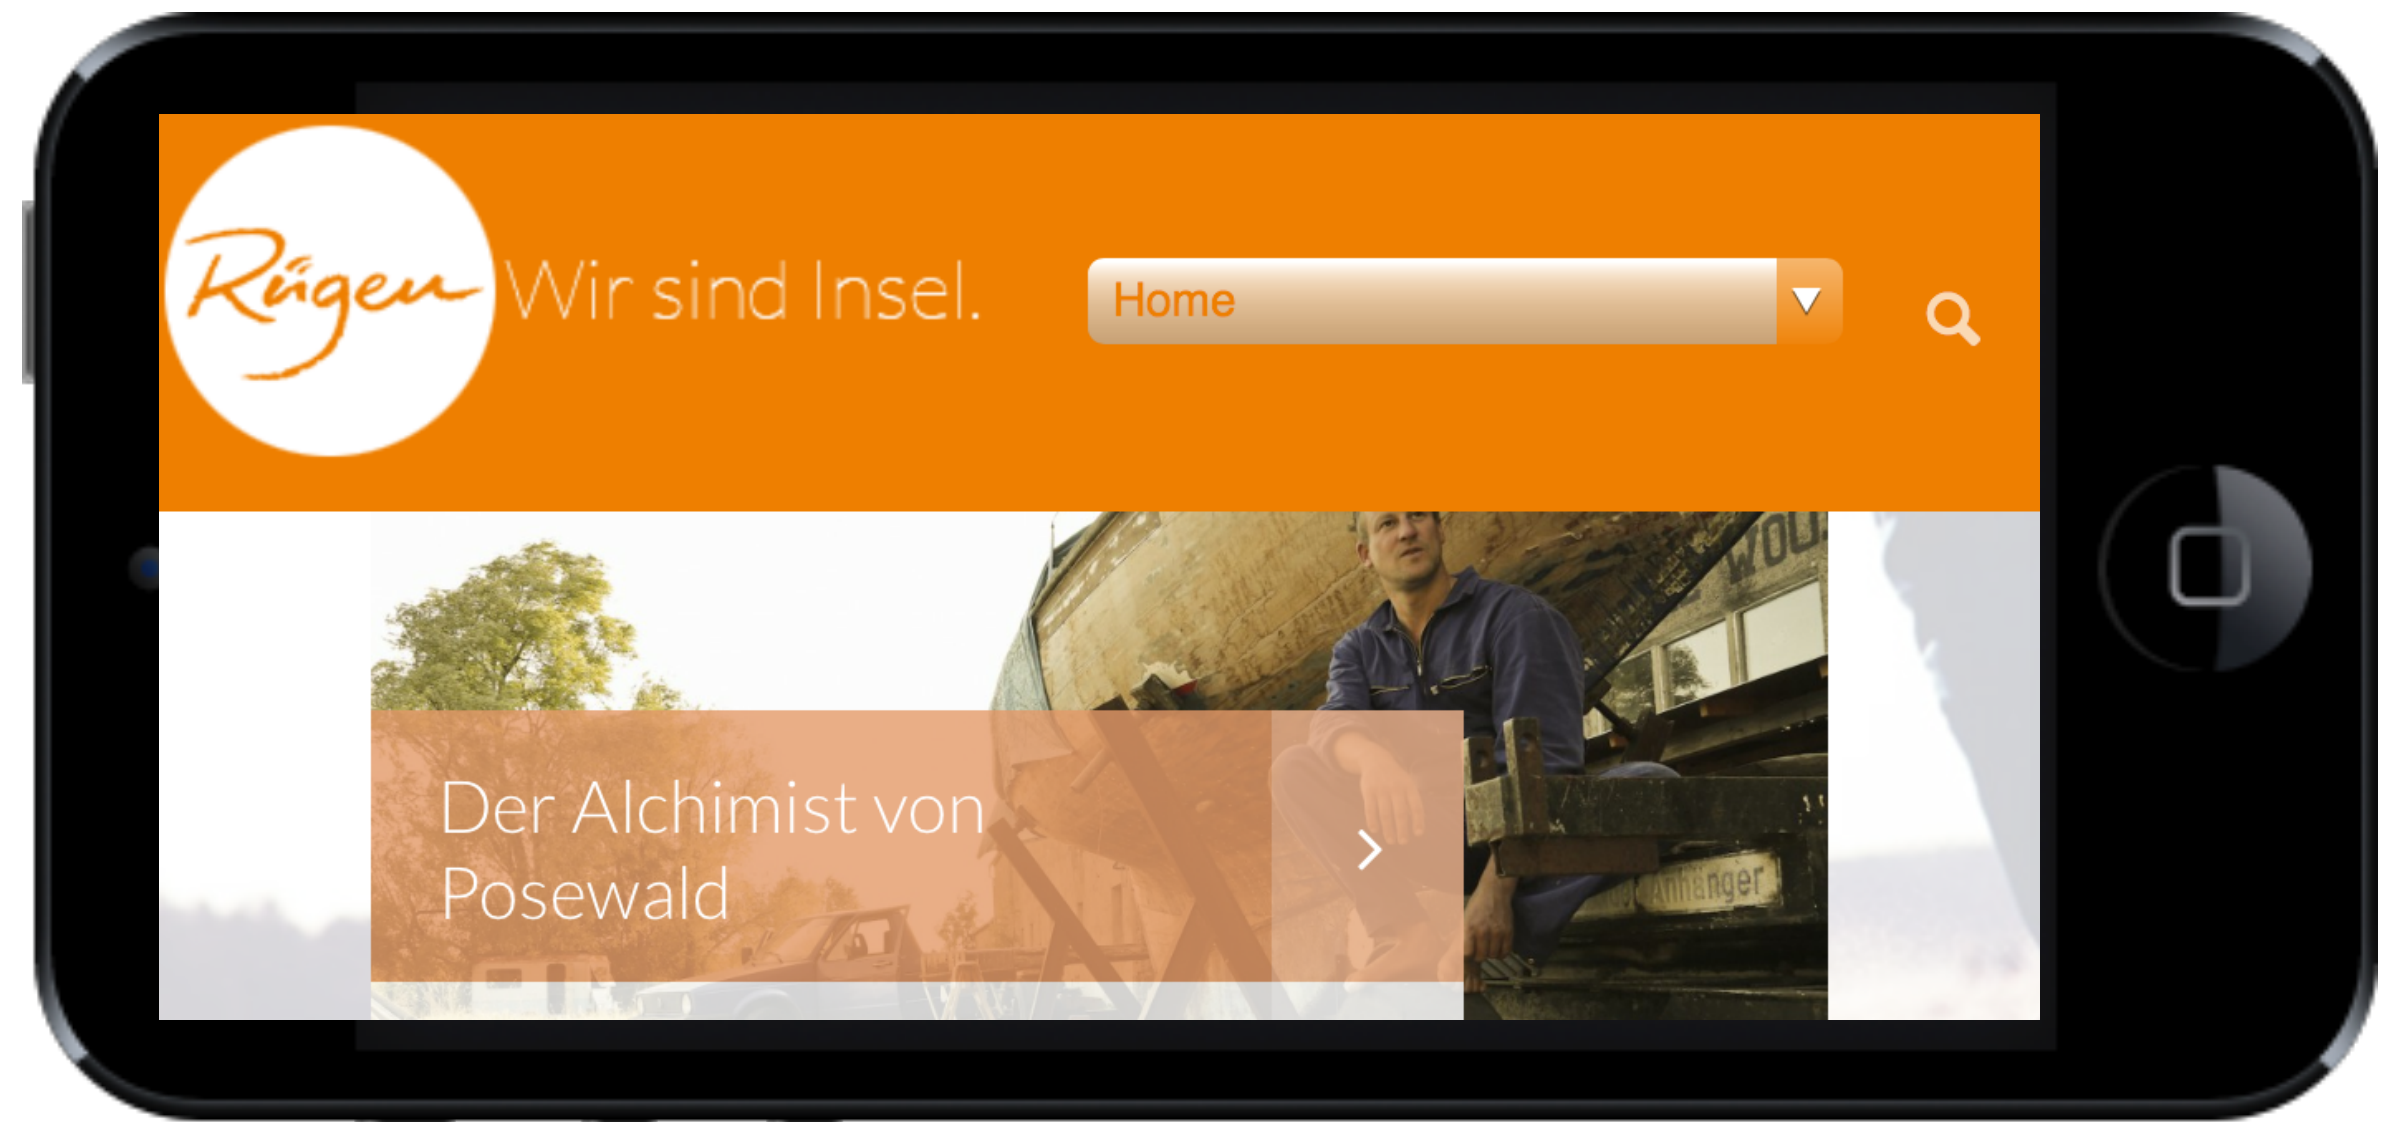 Rügen
Wir sind Insel.
Home
Der Alchimist von
Posewald
Anhänger